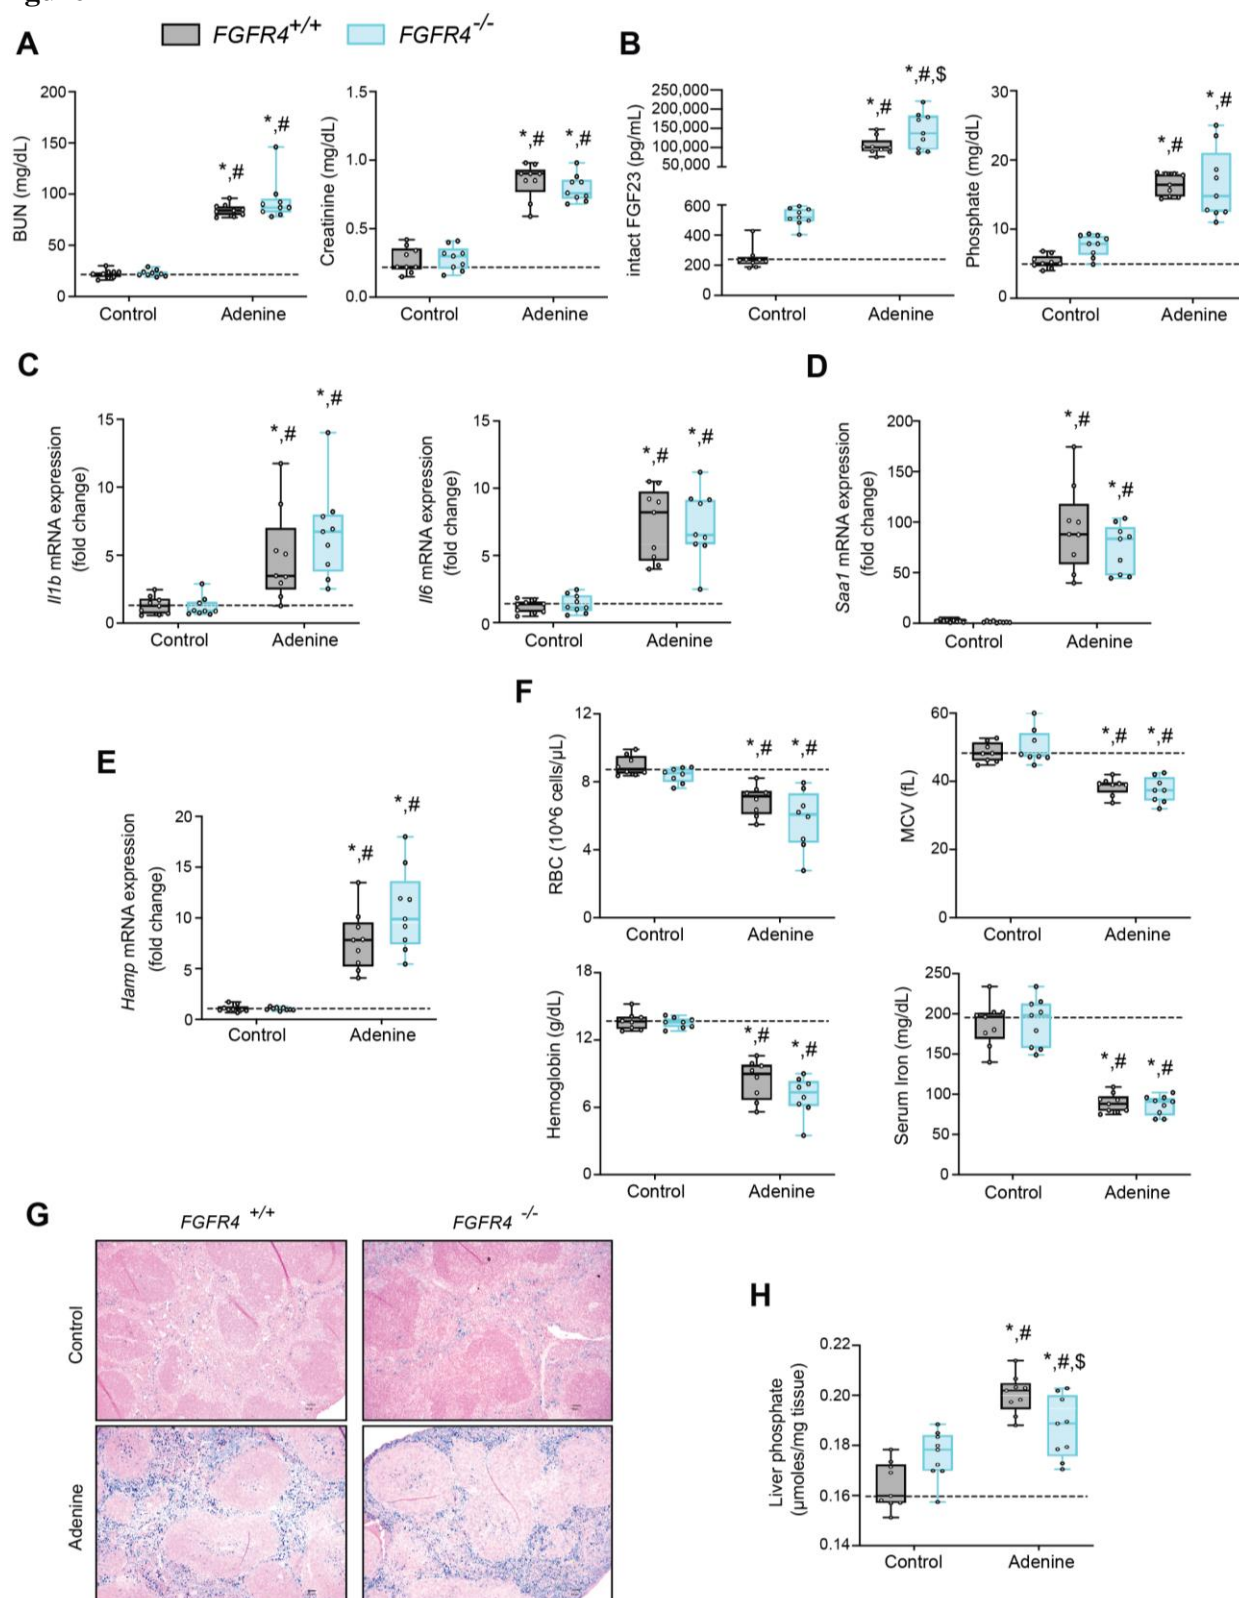 FGFR4+/+ FGFR4-/-
A
BUN (mg/dL)
200
150
100
50
0
*,#
*,#
Control Adenine
Creatinine (mg/dL)
1.5
1.0
0.5
0.0
*,# *,#
Control Adenine
B
intact FGF23 (pg/mL)
250,000
200,000
150,000
100,000
50,000
600
400
200
0
*,#
*,#,$
Control Adenine
Phosphate (mg/dL)
30
20
10
0
*,#
*,#
Control Adenine
C
Il1b mRNA expression
(fold change)
15
10
5
0
*,#
*,#
Control Adenine
Il6 mRNA expression
(fold change)
15
10
5
0
*,#
*,#
Control Adenine
D
Saa1 mRNA expression
(fold change)
200
150
100
50
0
*,#
*,#
Control Adenine
E
Hamp mRNA expression
(fold change)
20
15
10
5
0
*,#
*,#
Control Adenine
F
RBC (10^6 cells/µL)
12
8
4
0
*,# *,#
Control Adenine
MCV (fL)
60
40
20
0
*,# *,#
Control Adenine
Hemoglobin (g/dL)
18
12
6
0
*,#
*,#
Control Adenine
Serum Iron (mg/dL)
250
200
150
100
50
0
*,# *,#
Control Adenine
G
FGFR4 +/+ FGFR4 -/-
Control
Adenine
H
Liver phosphate
(µmoles/mg tissue)
0.22
0.20
0.18
0.16
0.14
*,#
*,#,$
Control Adenine